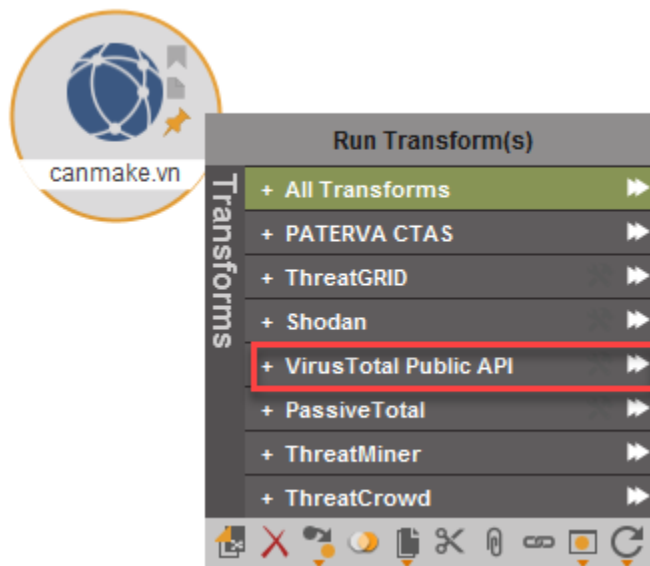 canmake.vn
Run Transform(s)
Transforms
+ All Transforms
+ PATERVA CTAS
+ ThreatGRID
+ Shodan
+ VirusTotal Public API
+ PassiveTotal
+ ThreatMiner
+ ThreatCrowd